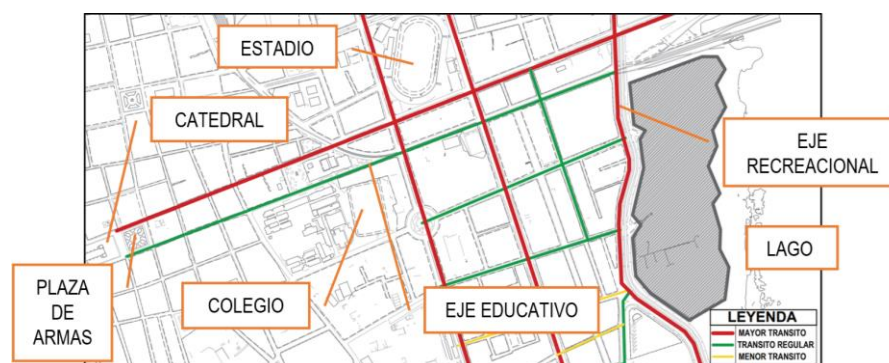 ESTADIO
CATEDRAL
EJE
RECREACIONAL
LAGO
PLAZA
DE
ARMAS
COLEGIO
EJE EDUCATIVO
LEYENDA
MAYOR TRANSITO
TRANSITO REGULAR
MENOR TRANSITO